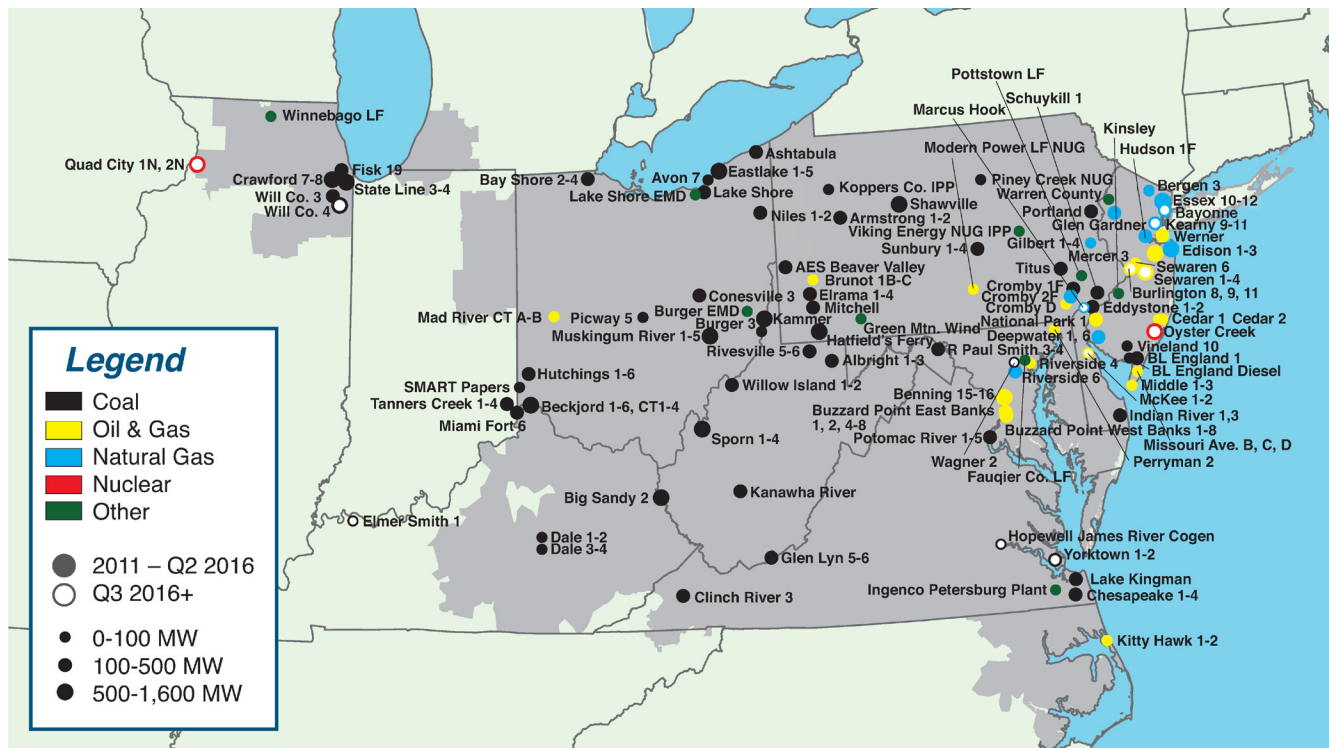 Pottstown LF
Schuykill 1
Marcus Hook
Kinsley
Hudson 1F
Modern Power LF NUG
Winnebago LF
Quad City 1N, 2N
Fisk 19
Crawford 7-8
State Line 3-4
Will Co. 3
Will Co. 4
Ashtabula
Eastlake 1-5
Bay Shore 2-4
Avon 7
Lake Shore EMD
Lake Shore
Niles 1-2
Koppers Co. IPP
Shawville
Armstrong 1-2
Viking Energy NUG IPP
Sunbury 1-4
Piney Creek NUG
Warren County
Portland
Glen Gardner
Gilbert 1-4
Mercer 3
Titus
Bergen 3
Essex 10-12
Bayonne
Kearny 9-11
Werner
Edison 1-3
Sewaren 6
Sewaren 1-4
Burlington 8, 9, 11
Eddystone 1-2
Cedar 1 Cedar 2
Oyster Creek
Cromby 1F
Cromby 2F
Cromby D
National Park 1
Deepwater 1, 6
AES Beaver Valley
Brunot 1B-C
Elrama 1-4
Mitchell
Conesville 3
Burger EMD
Burger 3
Kammer
Mad River CT A-B
Picway 5
Muskingum River 1-5
Hatfield's Ferry
Green Mtn. Wind
Rivesville 5-6
Albright 1-3
R Paul Smith 3-4
Riverside 4
Riverside 6
Vineland 10
BL England 1
BL England Diesel
Middle 1-3
McKee 1-2
Indian River 1,3
Missouri Ave. B, C, D
Perryman 2
Hutchings 1-6
SMART Papers
Tanners Creek 1-4
Beckjord 1-6, CT1-4
Miami Fort 6
Willow Island 1-2
Benning 15-16
Buzzard Point East Banks
1, 2, 4-8
Buzzard Point West Banks 1-8
Potomac River 1-5
Wagner 2
Fauqier Co. LF
Sporn 1-4
Big Sandy 2
Kanawha River
Elmer Smith 1
Dale 1-2
Dale 3-4
Glen Lyn 5-6
Clinch River 3
Hopewell James River Cogen
Yorktown 1-2
Lake Kingman
Ingenco Petersburg Plant
Chesapeake 1-4
Kitty Hawk 1-2
Legend
Coal
Oil & Gas
Natural Gas
Nuclear
Other
2011 – Q2 2016
Q3 2016+
0-100 MW
100-500 MW
500-1,600 MW